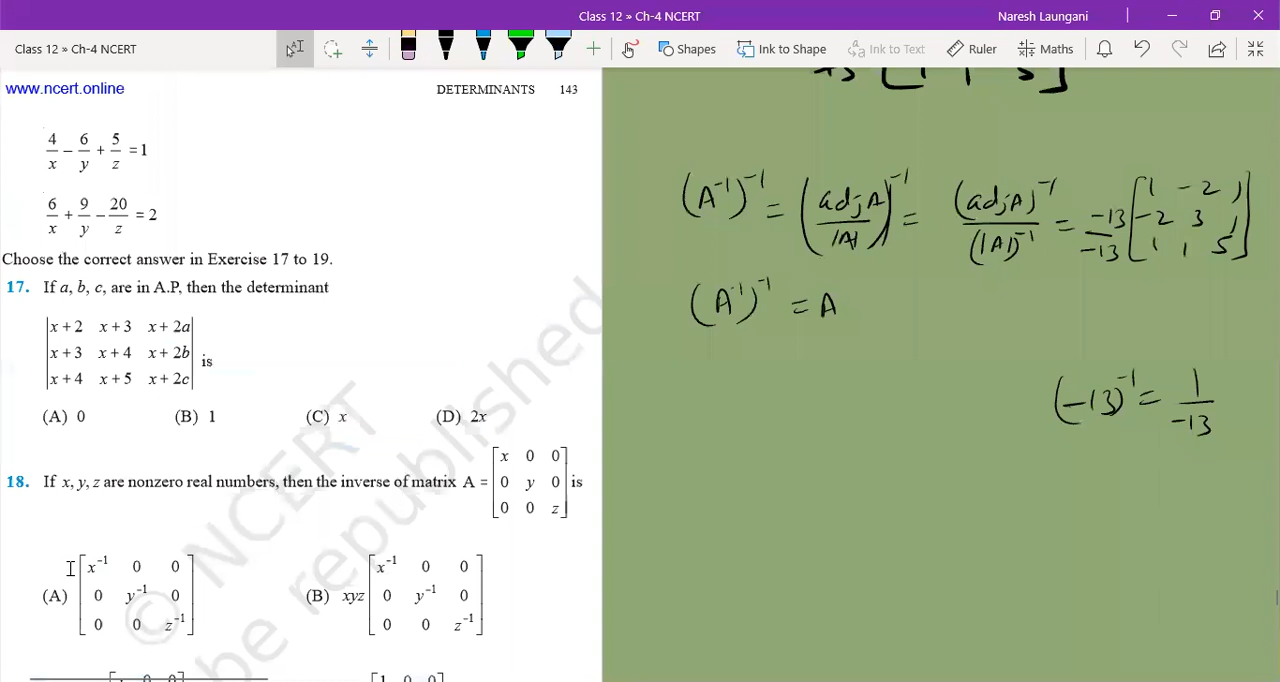 Class 12 » Ch-4 NCERT
Naresh Laungani
Class 12 » Ch-4 NCERT
Shapes
Ink to Shape
Ink to Text
Ruler
Maths
www.ncert.online
DETERMINANTS 143
4/x − 6/y + 5/z = 1
6/x + 9/y − 20/z = 2
Choose the correct answer in Exercise 17 to 19.
17. If a, b, c, are in A.P, then the determinant
|x + 2 x + 3 x + 2a|
|x + 3 x + 4 x + 2b| is
|x + 4 x + 5 x + 2c|
(A) 0 (B) 1 (C) x (D) 2x
18. If x, y, z are nonzero real numbers, then the inverse of matrix A = [x 0 0; 0 y 0; 0 0 z] is
(A) [x⁻¹ 0 0; 0 y⁻¹ 0; 0 0 z⁻¹] (B) xyz [x⁻¹ 0 0; 0 y⁻¹ 0; 0 0 z⁻¹]
© NCERT
be republished
(A⁻¹)⁻¹ = (adj A / |A|)⁻¹ = (adj A)⁻¹ / (|A|)⁻¹ = -13/-13 [1 -2 1; -2 3 1; 1 1 5]
(A⁻¹)⁻¹ = A
(-13)⁻¹ = 1/-13